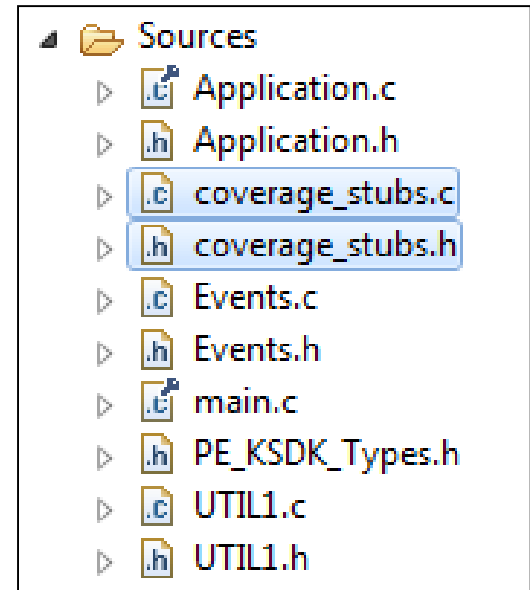 Sources
.c Application.c
.h Application.h
.c coverage_stubs.c
.h coverage_stubs.h
.c Events.c
.h Events.h
.c main.c
.h PE_KSDK_Types.h
.c UTIL1.c
.h UTIL1.h